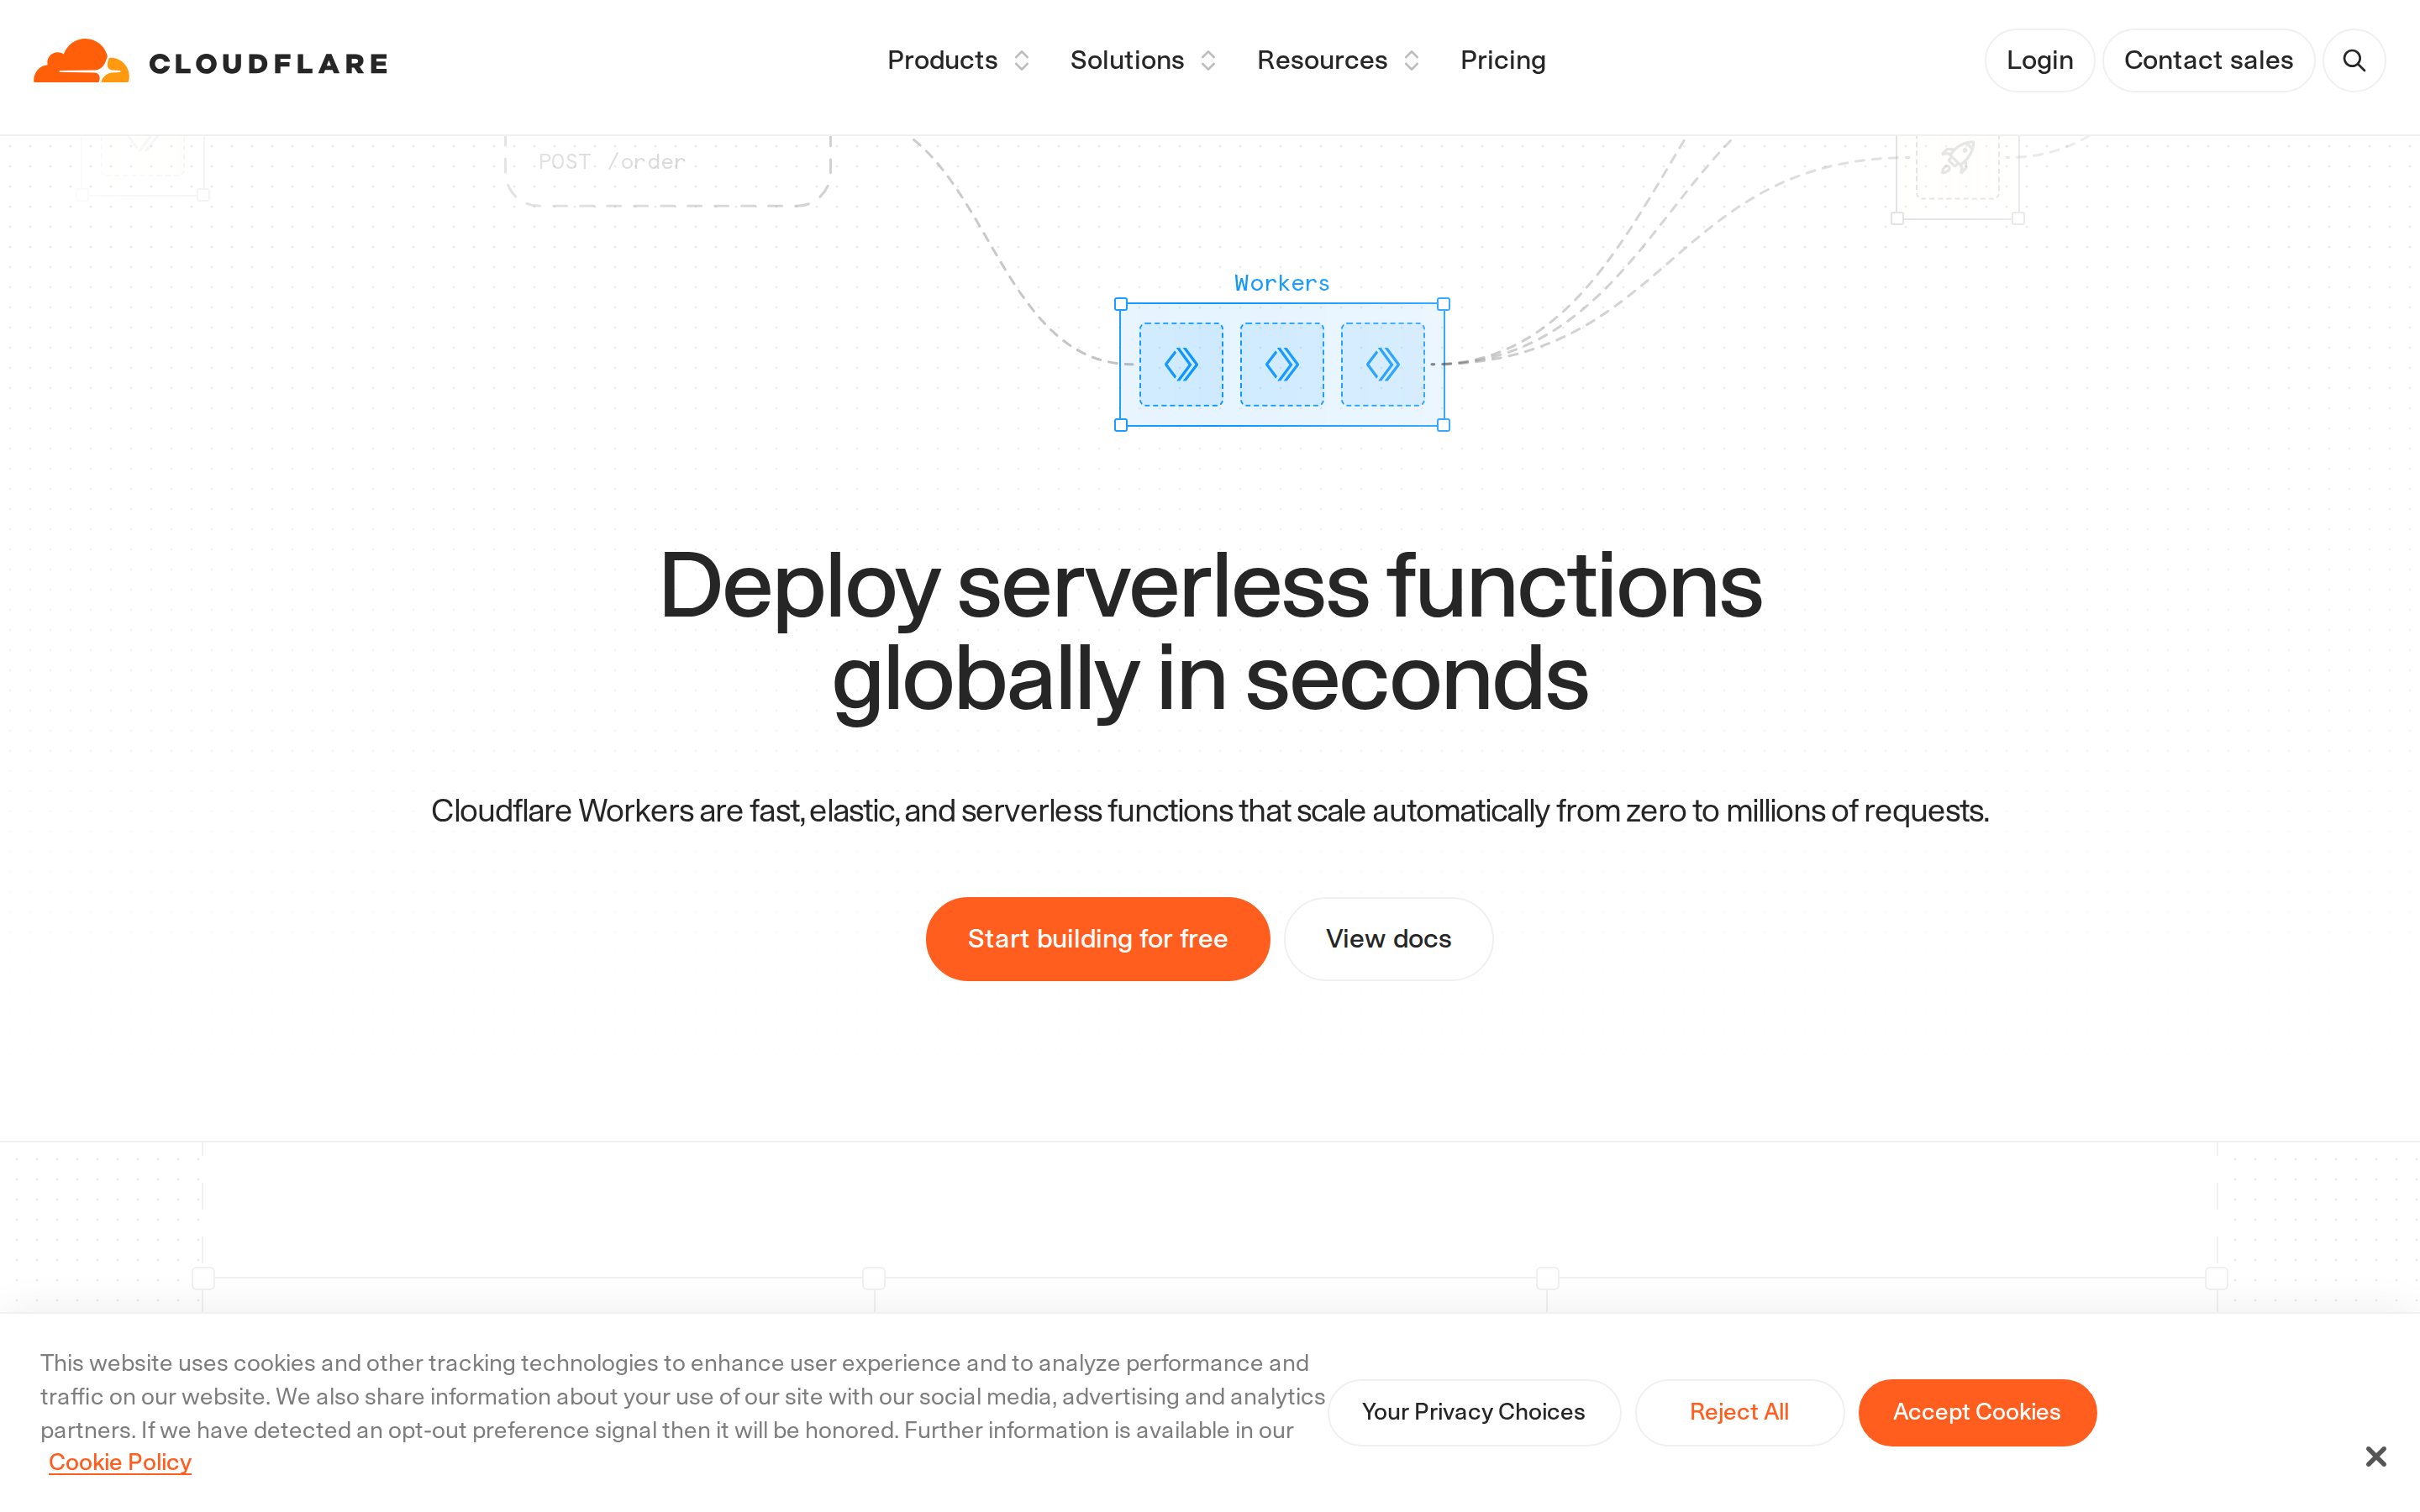 CLOUDFLARE
Products
Solutions
Resources
Pricing
Login
Contact sales
POST /order
Workers
Deploy serverless functions
globally in seconds
Cloudflare Workers are fast, elastic, and serverless functions that scale automatically from zero to millions of requests.
Start building for free
View docs
This website uses cookies and other tracking technologies to enhance user experience and to analyze performance and
traffic on our website. We also share information about your use of our site with our social media, advertising and analytics
partners. If we have detected an opt-out preference signal then it will be honored. Further information is available in our
Cookie Policy
Your Privacy Choices
Reject All
Accept Cookies